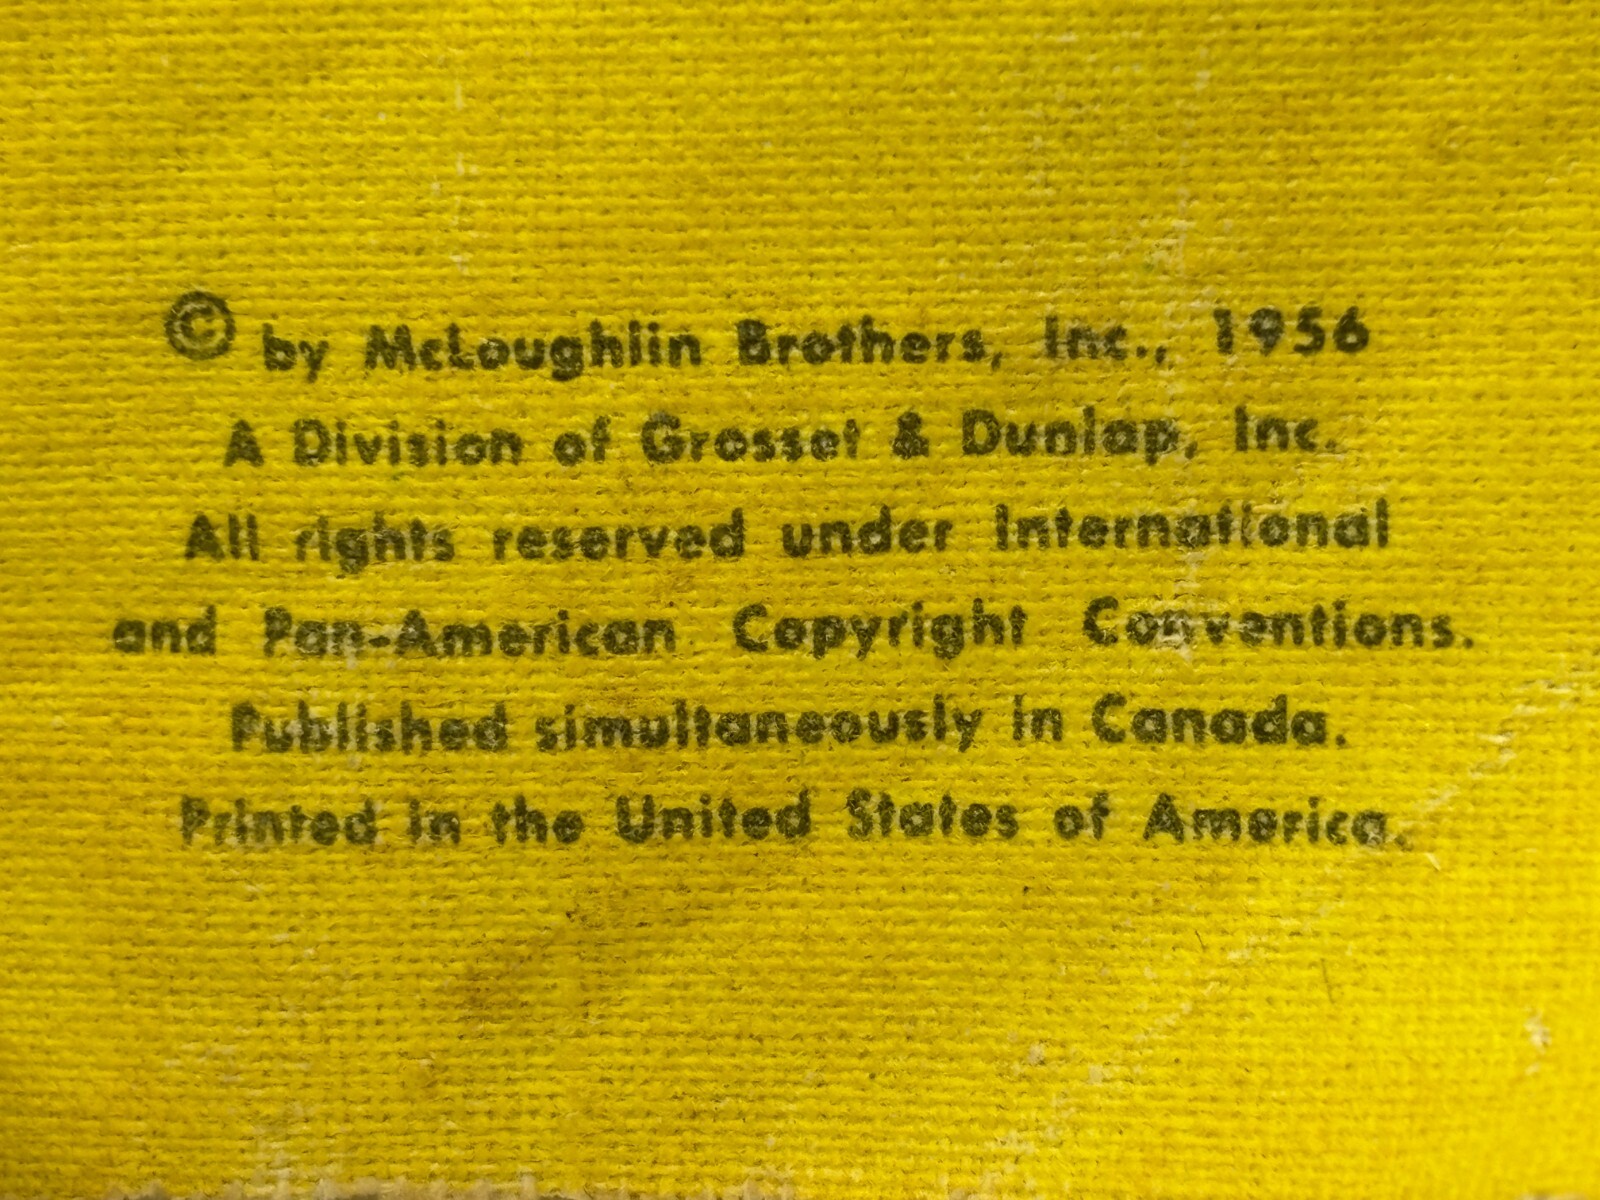 © by McLoughlin Brothers, Inc., 1956
A Division of Grosset & Dunlap, Inc.
All rights reserved under International
and Pan-American Copyright Conventions.
Published simultaneously in Canada.
Printed in the United States of America.